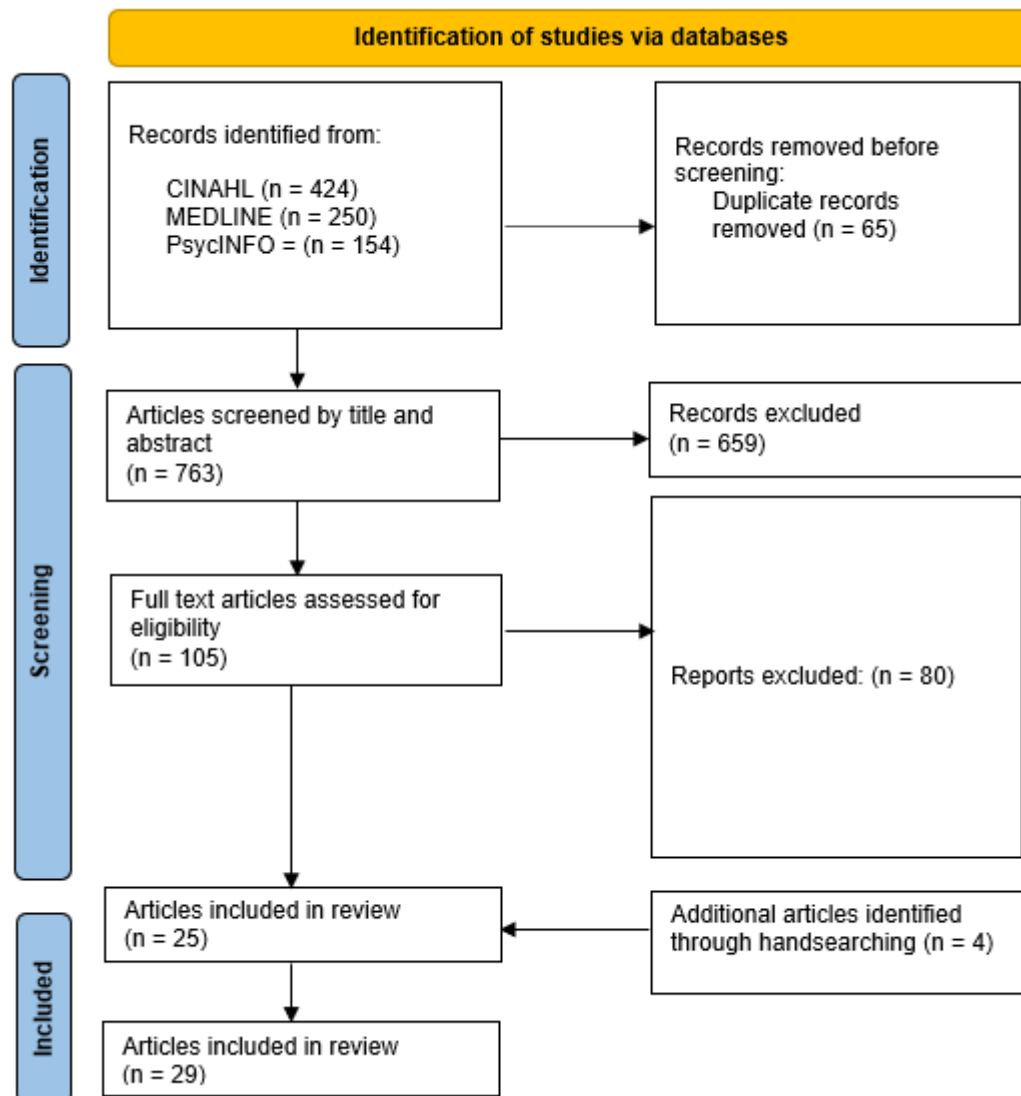 Identification of studies via databases
Identification
Records identified from:
CINAHL (n = 424)
MEDLINE (n = 250)
PsycINFO = (n = 154)
Records removed before
screening:
Duplicate records
removed (n = 65)
Screening
Articles screened by title and
abstract
(n = 763)
Records excluded
(n = 659)
Full text articles assessed for
eligibility
(n = 105)
Reports excluded: (n = 80)
Included
Articles included in review
(n = 25)
Additional articles identified
through handsearching (n = 4)
Articles included in review
(n = 29)